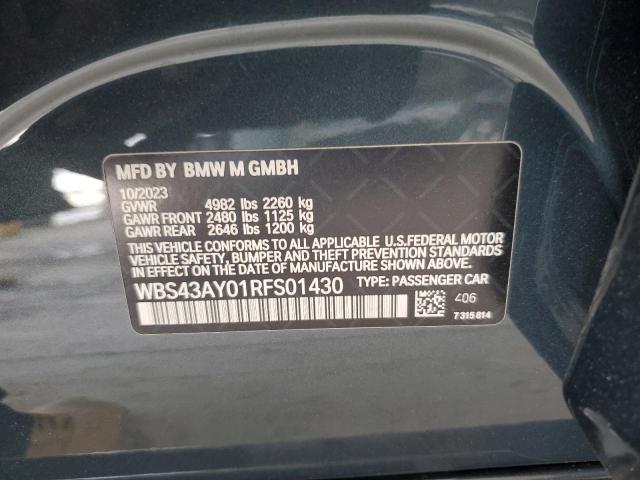 MFD BY BMW M GMBH
10/2023
GVWR 4982 lbs 2260 kg
GAWR FRONT 2480 lbs 1125 kg
GAWR REAR 2646 lbs 1200 kg
THIS VEHICLE CONFORMS TO ALL APPLICABLE U.S.FEDERAL MOTOR
VEHICLE SAFETY, BUMPER AND THEFT PREVENTION STANDARDS IN
EFFECT ON THE DATE OF MANUFACTURE SHOWN ABOVE.
WBS43AY01RFS01430 TYPE: PASSENGER CAR
406
7 315 814